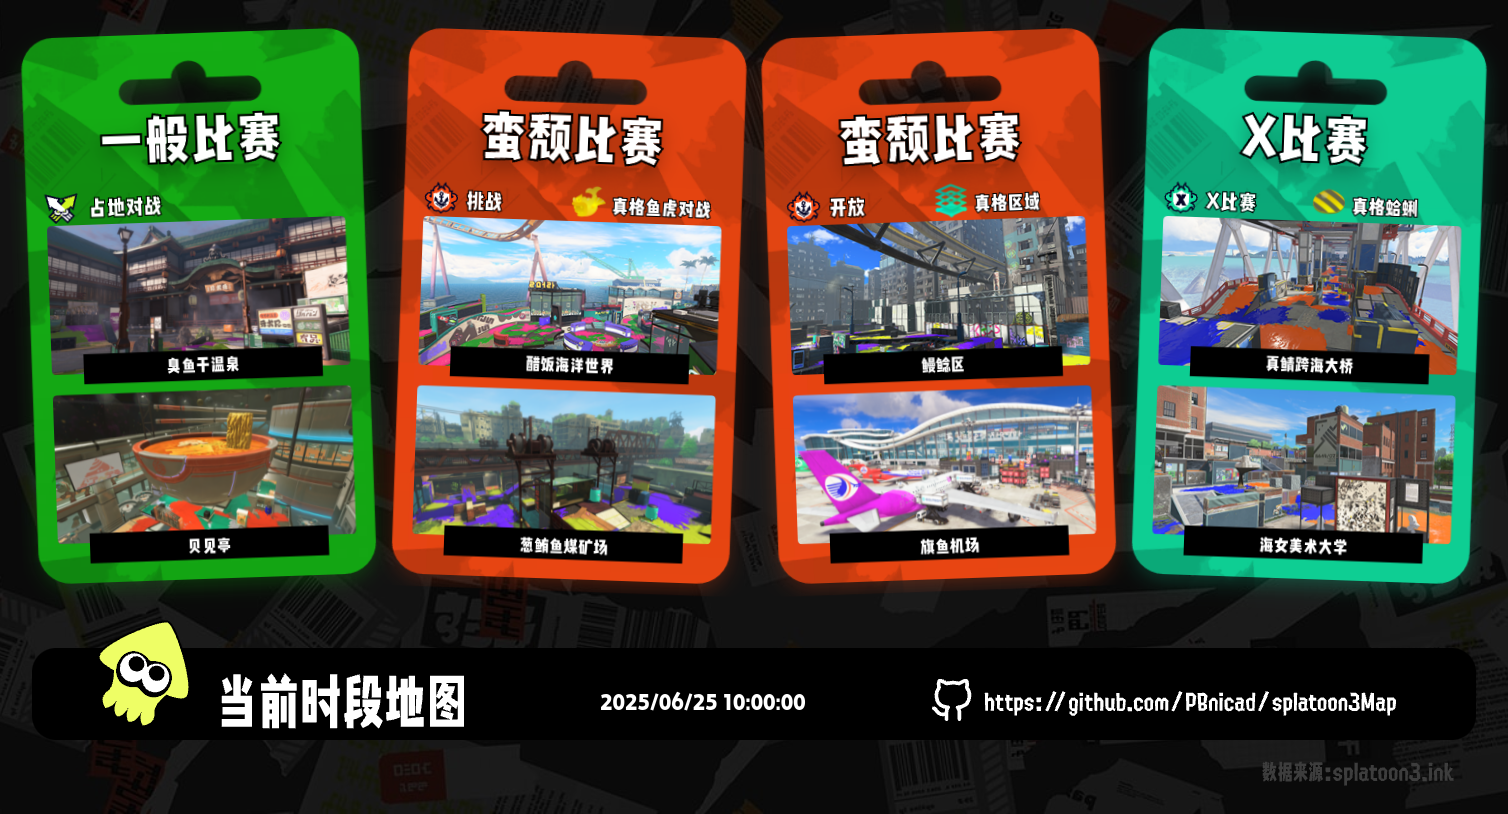 一般比赛
占地对战
臭鱼干温泉
贝见亭
蛮颓比赛
挑战
真格鱼虎对战
醋饭海洋世界
葱鲔鱼煤矿场
蛮颓比赛
开放
真格区域
鳗鲶区
旗鱼机场
X比赛
X比赛
真格蛤蜊
真鲭跨海大桥
海女美术大学
当前时段地图
2025/06/25 10:00:00
https://github.com/PBnicad/splatoon3Map
数据来源:splatoon3.ink